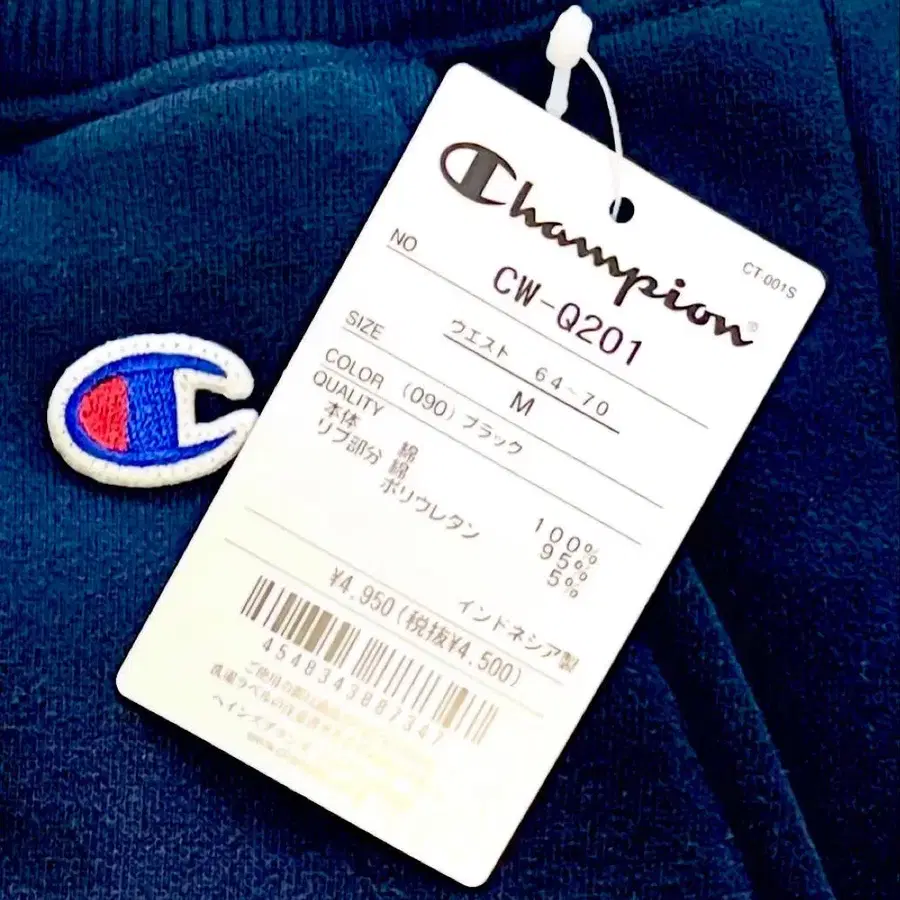 Champion
CT-001S
NO
CW-Q201
SIZE ウエスト 64~70
M
COLOR (090) ブラック
QUALITY
本体 綿 100%
リブ部分 綿 95%
ポリウレタン 5%
インドネシア製
¥4,950(税抜¥4,500)
4548343887347